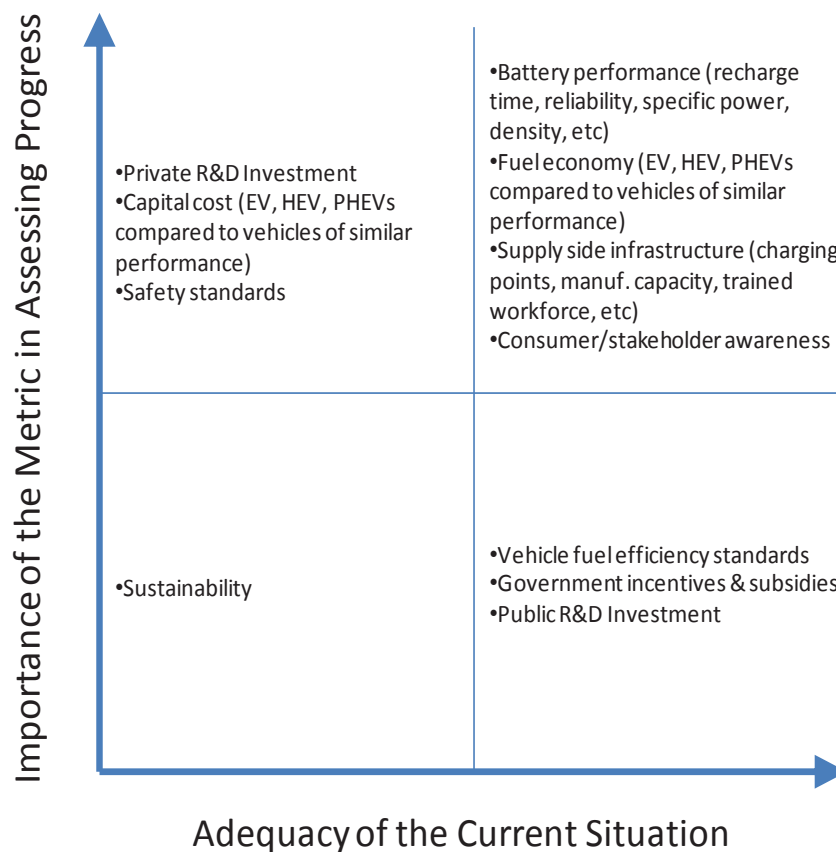 Importance of the Metric in Assessing Progress
•Private R&D Investment
•Capital cost (EV, HEV, PHEVs
compared to vehicles of similar
performance)
•Safety standards
•Battery performance (recharge
time, reliability, specific power,
density, etc)
•Fuel economy (EV, HEV, PHEVs
compared to vehicles of similar
performance)
•Supply side infrastructure (charging
points, manuf. capacity, trained
workforce, etc)
•Consumer/stakeholder awareness
•Sustainability
•Vehicle fuel efficiency standards
•Government incentives & subsidies
•Public R&D Investment
Adequacy of the Current Situation